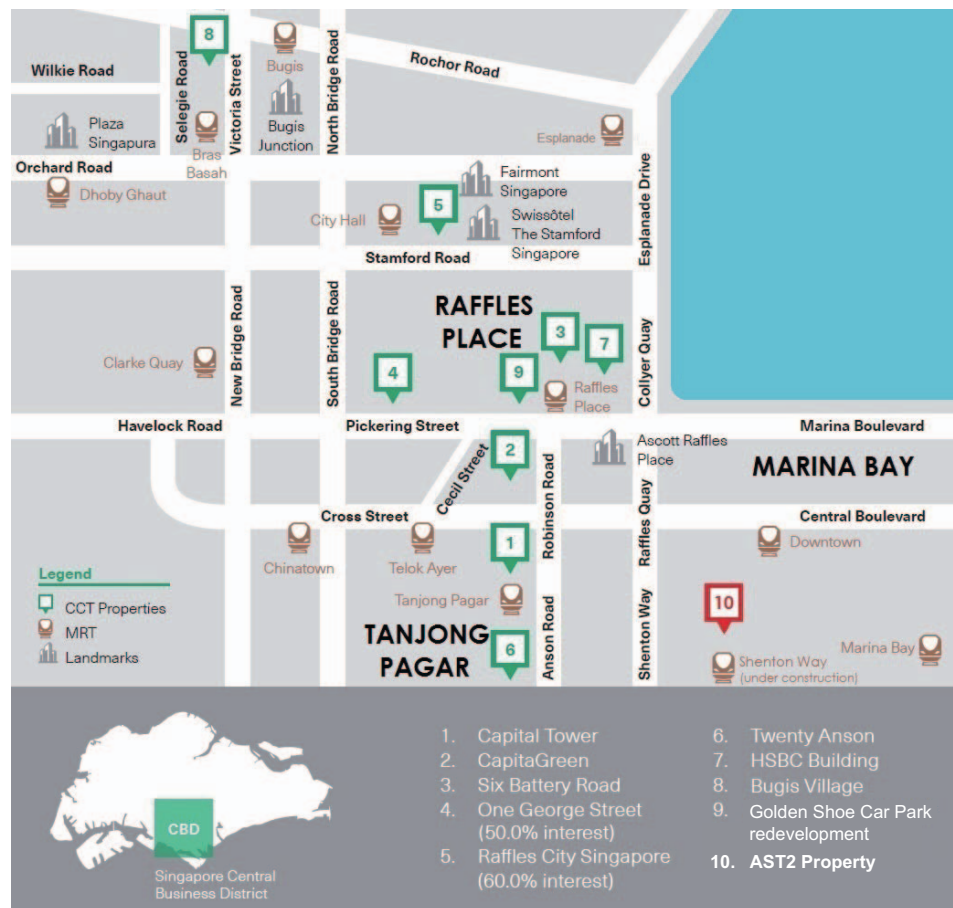 8
Bugis
Rochor Road
Wilkie Road
Selegie Road
Victoria Street
North Bridge Road
Plaza
Singapura
Bugis
Junction
Esplanade
Bras
Basah
Orchard Road
Dhoby Ghaut
Fairmont
Singapore
5
City Hall
Swissôtel
The Stamford
Singapore
Esplanade Drive
Stamford Road
RAFFLES
PLACE
New Bridge Road
South Bridge Road
3
7
Collyer Quay
Clarke Quay
4
9
Raffles
Place
Havelock Road
Pickering Street
Marina Boulevard
2
Ascott Raffles
Place
MARINA BAY
Cecil Street
Robinson Road
Raffles Quay
Cross Street
Central Boulevard
1
Chinatown
Telok Ayer
Downtown
Legend
CCT Properties
MRT
Landmarks
Tanjong Pagar
10
TANJONG
PAGAR
6
Anson Road
Shenton Way
Marina Bay
Shenton Way
(under construction)
CBD
Singapore Central
Business District
1. Capital Tower
2. CapitaGreen
3. Six Battery Road
4. One George Street
(50.0% interest)
5. Raffles City Singapore
(60.0% interest)
6. Twenty Anson
7. HSBC Building
8. Bugis Village
9. Golden Shoe Car Park
redevelopment
10. AST2 Property